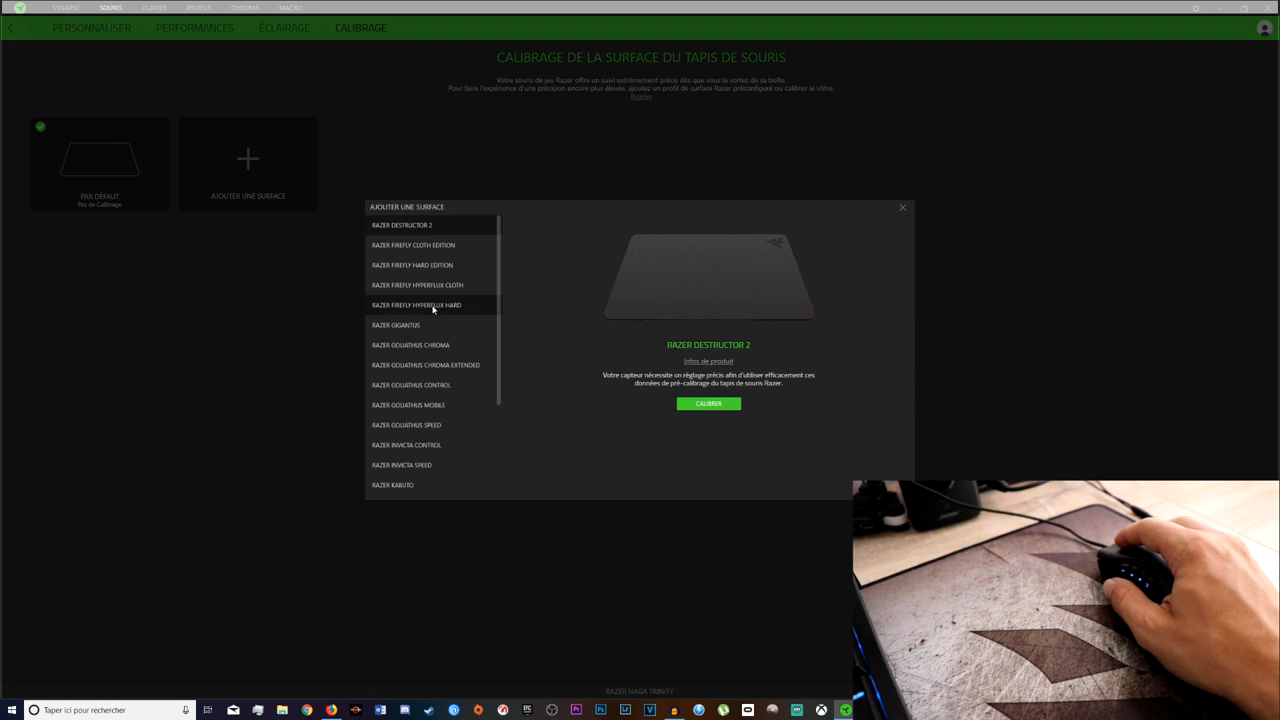 SYNAPSE SOURIS CLAVIER PROFILS CHROMA MACRO
PERSONNALISER PERFORMANCES ÉCLAIRAGE CALIBRAGE
CALIBRAGE DE LA SURFACE DU TAPIS DE SOURIS
Votre souris de jeu Razer offre un suivi extrêmement précis dès que vous la sortez de sa boîte.
Pour faire l'expérience d'une précision encore plus élevée, ajoutez un profil de surface Razer préconfiguré ou calibrer le vôtre.
PAR DÉFAUT
Pas de Calibrage
AJOUTER UNE SURFACE
AJOUTER UNE SURFACE
RAZER DESTRUCTOR 2
RAZER FIREFLY CLOTH EDITION
RAZER FIREFLY HARD EDITION
RAZER FIREFLY HYPERFLUX CLOTH
RAZER FIREFLY HYPERFLUX HARD
RAZER GIGANTUS
RAZER GOLIATHUS CHROMA
RAZER GOLIATHUS CHROMA EXTENDED
RAZER GOLIATHUS CONTROL
RAZER GOLIATHUS MOBILE
RAZER GOLIATHUS SPEED
RAZER INVICTA CONTROL
RAZER INVICTA SPEED
RAZER KABUTO
RAZER DESTRUCTOR 2
Infos de produit
Votre capteur nécessite un réglage précis afin d'utiliser efficacement ces
données de pré-calibrage du tapis de souris Razer.
CALIBRER
RAZER NAGA TRINITY
Taper ici pour rechercher